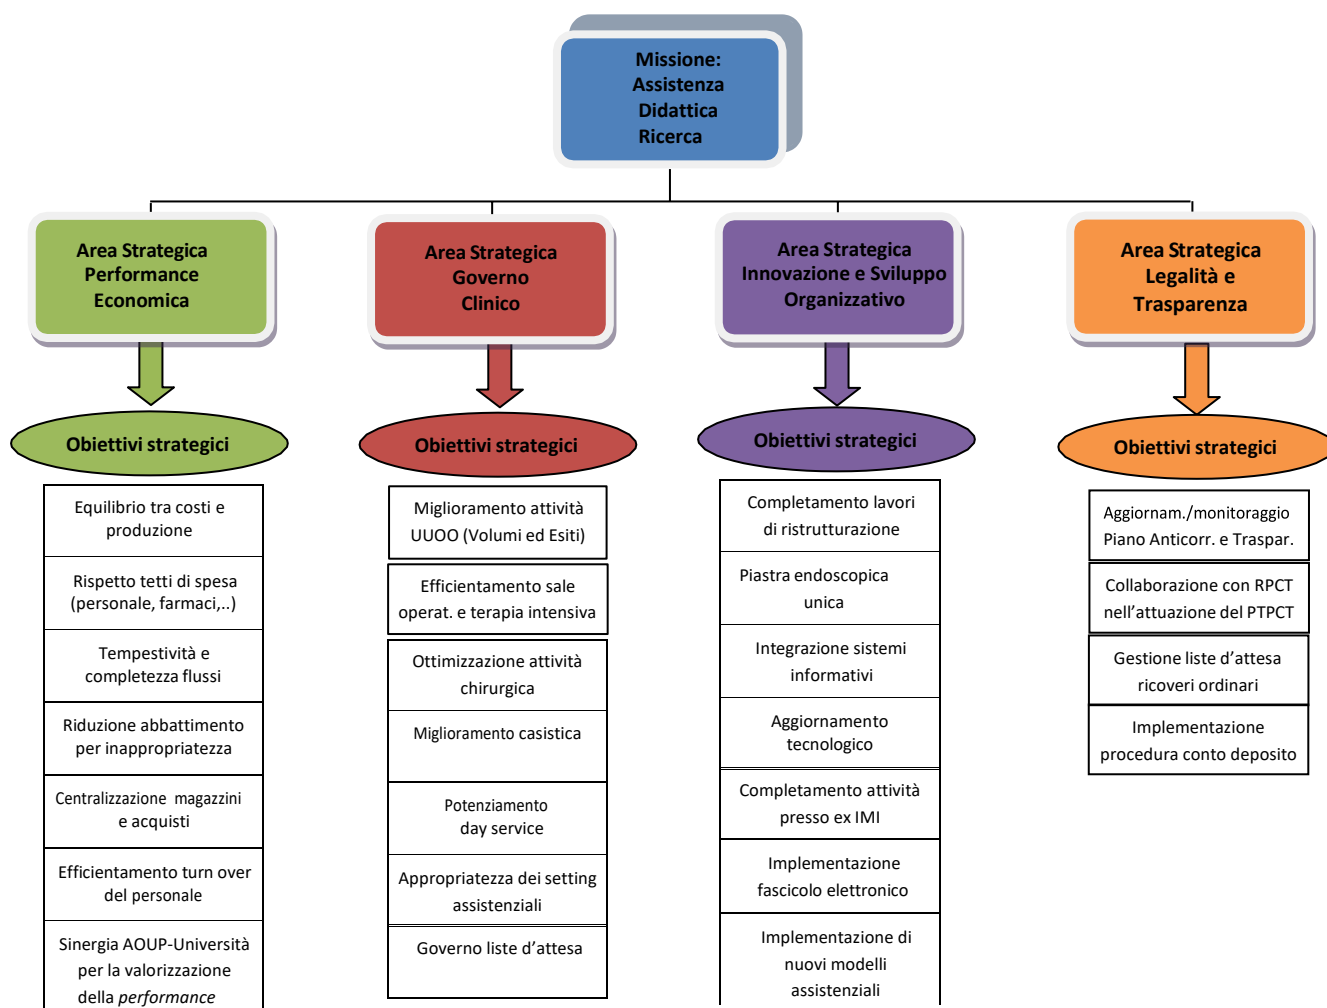 Missione:
Assistenza
Didattica
Ricerca
Area Strategica
Performance
Economica
Area Strategica
Governo
Clinico
Area Strategica
Innovazione e Sviluppo
Organizzativo
Area Strategica
Legalità e
Trasparenza
Obiettivi strategici
Obiettivi strategici
Obiettivi strategici
Obiettivi strategici
Equilibrio tra costi e
produzione
Rispetto tetti di spesa
(personale, farmaci,..)
Tempestività e
completezza flussi
Riduzione abbattimento
per inappropriatezza
Centralizzazione magazzini
e acquisti
Efficientamento turn over
del personale
Sinergia AOUP-Università
per la valorizzazione
della performance
Miglioramento attività
UUOO (Volumi ed Esiti)
Efficientamento sale
operat. e terapia intensiva
Ottimizzazione attività
chirurgica
Miglioramento casistica
Potenziamento
day service
Appropriatezza dei setting
assistenziali
Governo liste d'attesa
Completamento lavori
di ristrutturazione
Piastra endoscopica
unica
Integrazione sistemi
informativi
Aggiornamento
tecnologico
Completamento attività
presso ex IMI
Implementazione
fascicolo elettronico
Implementazione di
nuovi modelli
assistenziali
Aggiornam./monitoraggio
Piano Anticorr. e Traspar.
Collaborazione con RPCT
nell'attuazione del PTPCT
Gestione liste d'attesa
ricoveri ordinari
Implementazione
procedura conto deposito